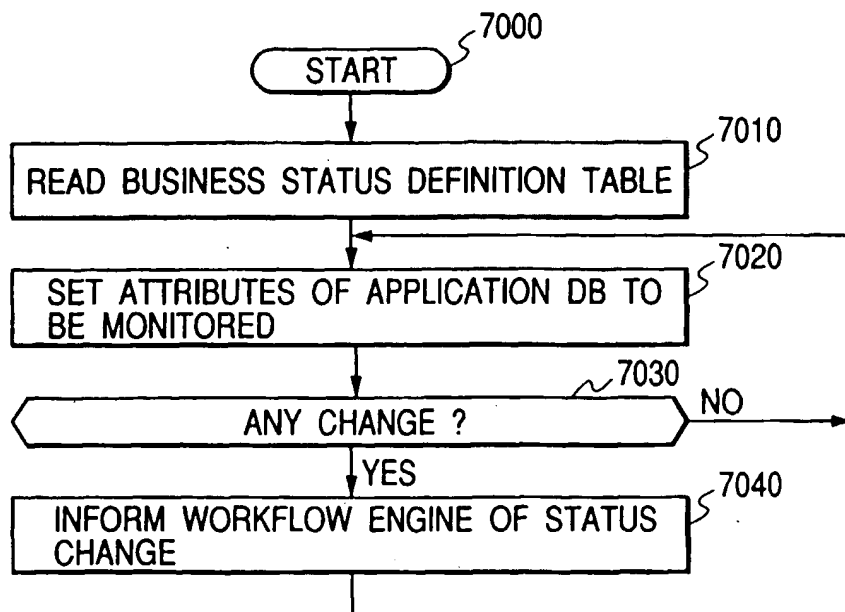 7000
START
7010
READ BUSINESS STATUS DEFINITION TABLE
7020
SET ATTRIBUTES OF APPLICATION DB TO
BE MONITORED
7030
ANY CHANGE ?
NO
YES
7040
INFORM WORKFLOW ENGINE OF STATUS
CHANGE